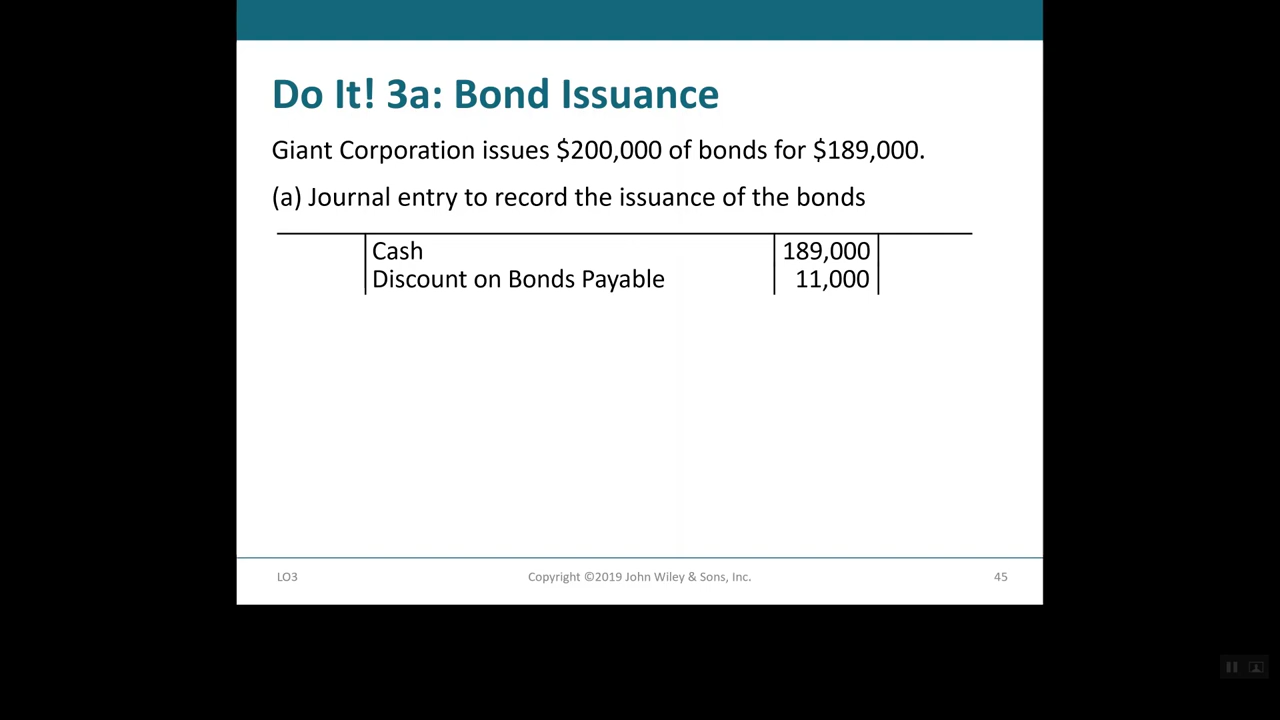 Do It! 3a: Bond Issuance
Giant Corporation issues $200,000 of bonds for $189,000.
(a) Journal entry to record the issuance of the bonds
Cash 189,000
Discount on Bonds Payable 11,000
LO3 Copyright ©2019 John Wiley & Sons, Inc. 45